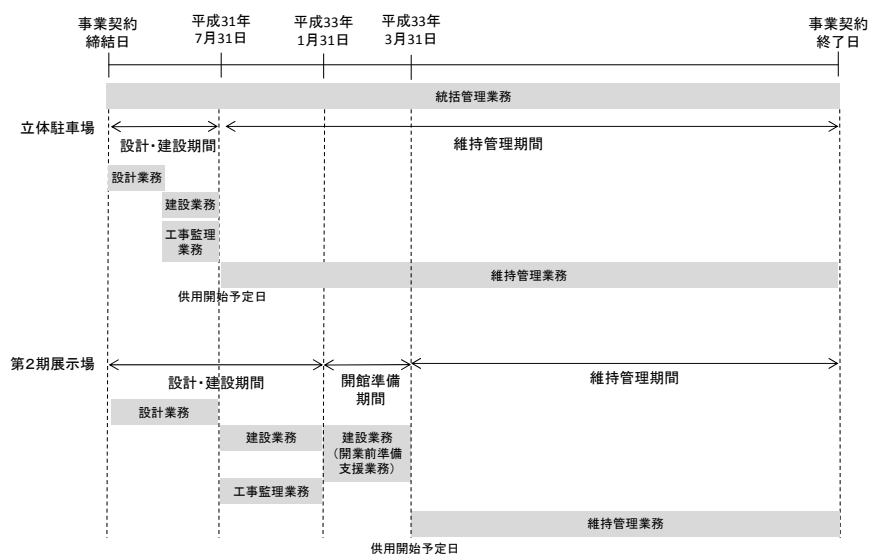 事業契約
締結日
平成31年
7月31日
平成33年
1月31日
平成33年
3月31日
事業契約
終了日
統括管理業務
立体駐車場
設計・建設期間
維持管理期間
設計業務
建設業務
工事監理
業務
維持管理業務
供用開始予定日
第2期展示場
設計・建設期間
開館準備
期間
維持管理期間
設計業務
建設業務
建設業務
（開業前準備
支援業務）
工事監理業務
維持管理業務
供用開始予定日